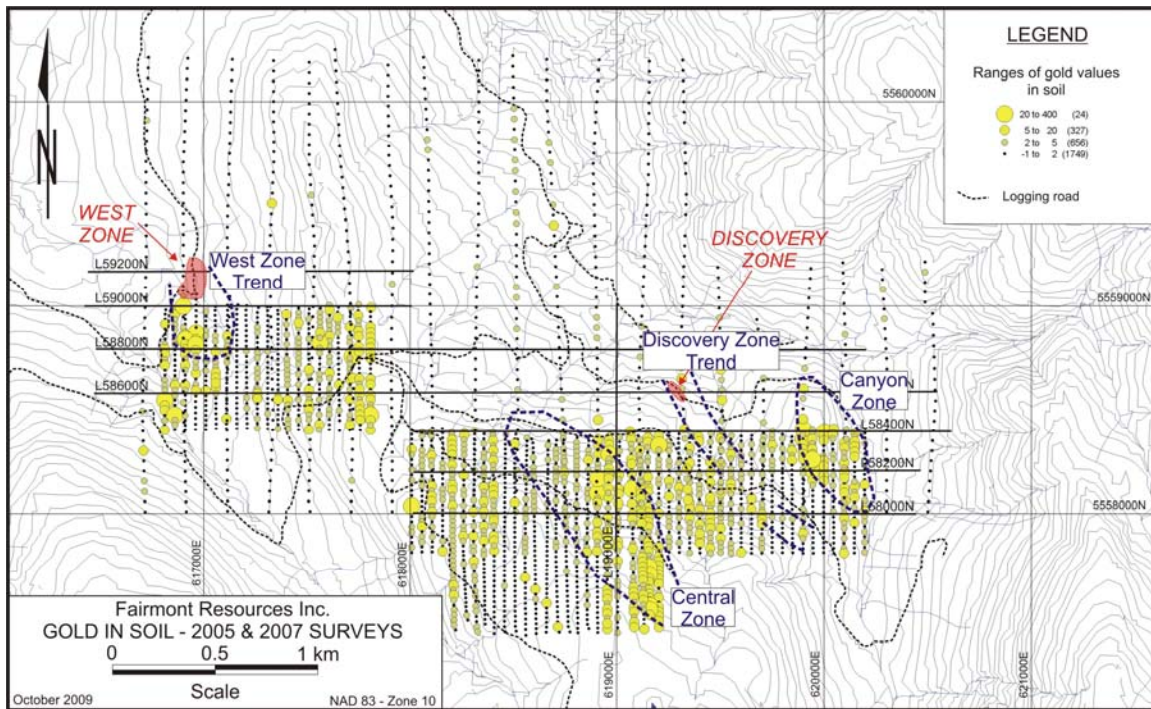 LEGEND
Ranges of gold values
in soil
20 to 400 (24)
5 to 20 (327)
2 to 5 (656)
-1 to 2 (1749)
Logging road
N
5560000N
WEST
ZONE
West Zone
Trend
DISCOVERY
ZONE
L59200N
L59000N
5559000N
L58800N
Discovery Zone
Trend
L58600N
N
Canyon
Zone
L58400N
L58200N
L58000N
5558000N
617000E
618000E
619000E
6200000E
6210000E
Central
Zone
Fairmont Resources Inc.
GOLD IN SOIL - 2005 & 2007 SURVEYS
0 0.5 1 km
Scale
October 2009
NAD 83 - Zone 10